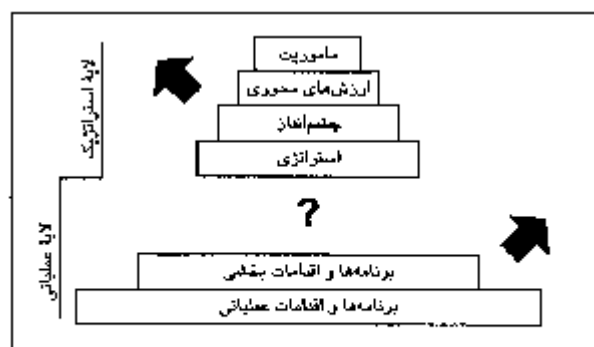 ماموریت
ارزش‌های محوری
چشم‌انداز
استراتژی
?
برنامه‌ها و اقدامات بخشی
برنامه‌ها و اقدامات عملیاتی
لایهٔ استراتژیک
لایهٔ عملیاتی